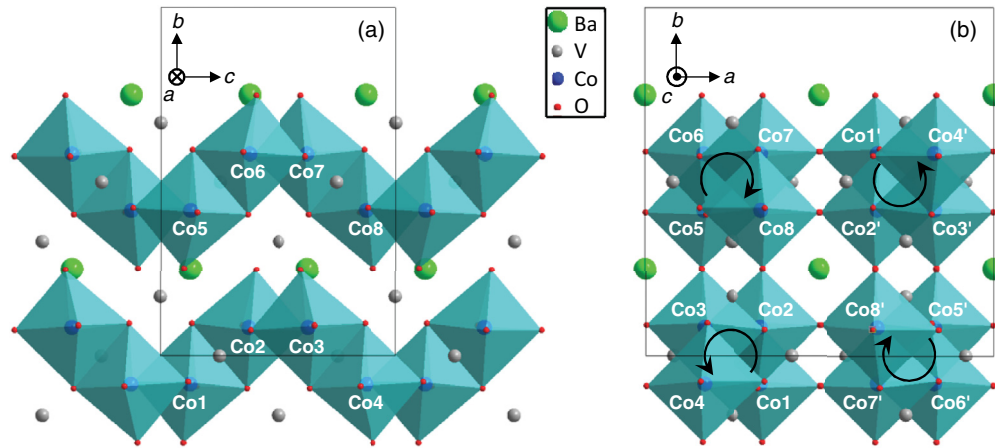 (a)
b
c
a
Ba
V
Co
O
(b)
b
a
c
Co6 Co7
Co5 Co8
Co2 Co3
Co1 Co4
Co6 Co7 Co1' Co4'
Co5 Co8 Co2' Co3'
Co3 Co2 Co8' Co5'
Co4 Co1 Co7' Co6'